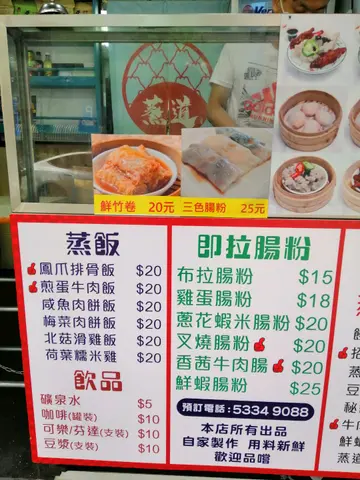 蒸道
鮮竹卷 20元
三色腸粉 25元
蒸飯
鳳爪排骨飯 $20
煎蛋牛肉飯 $20
咸魚肉餅飯 $20
梅菜肉餅飯 $20
北菇滑雞飯 $20
荷葉糯米雞 $20
飲品
礦泉水 $5
咖啡(罐裝) $10
可樂/芬達(支裝) $10
豆漿(支裝) $10
即拉腸粉
布拉腸粉 $15
雞蛋腸粉 $18
蔥花蝦米腸粉 $20
叉燒腸粉 $20
香茜牛肉腸 $20
鮮蝦腸粉 $25
預訂電話:5334 9088
本店所有出品
自家製作 用料新鮮
歡迎品嚐
蒸
豆
秘
牛
蒸道